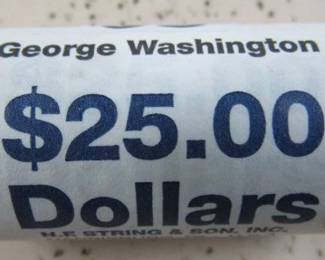 George Washington
$25.00
Dollars
N.F. STRING & SON, INC.